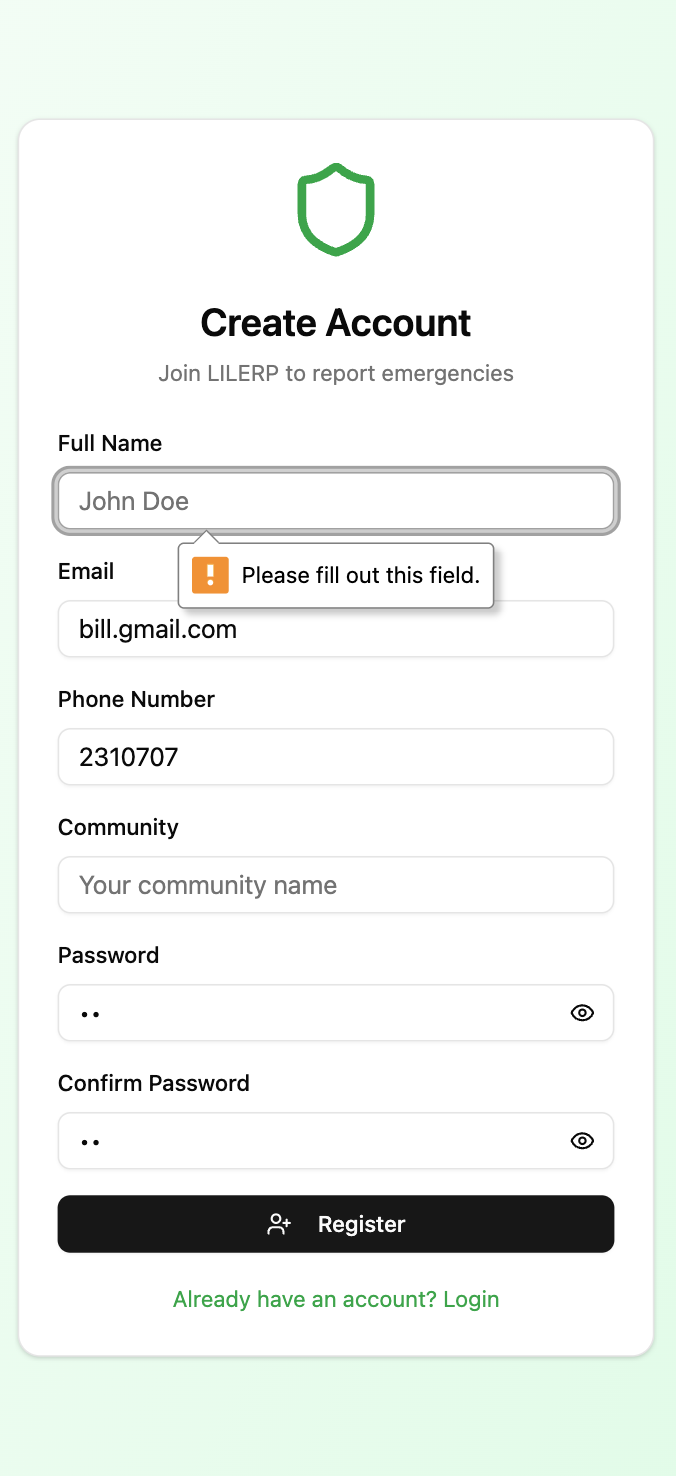 Create Account
Join LILERP to report emergencies
Full Name
John Doe
Please fill out this field.
Email
bill.gmail.com
Phone Number
2310707
Community
Your community name
Password
••
Confirm Password
••
Register
Already have an account? Login